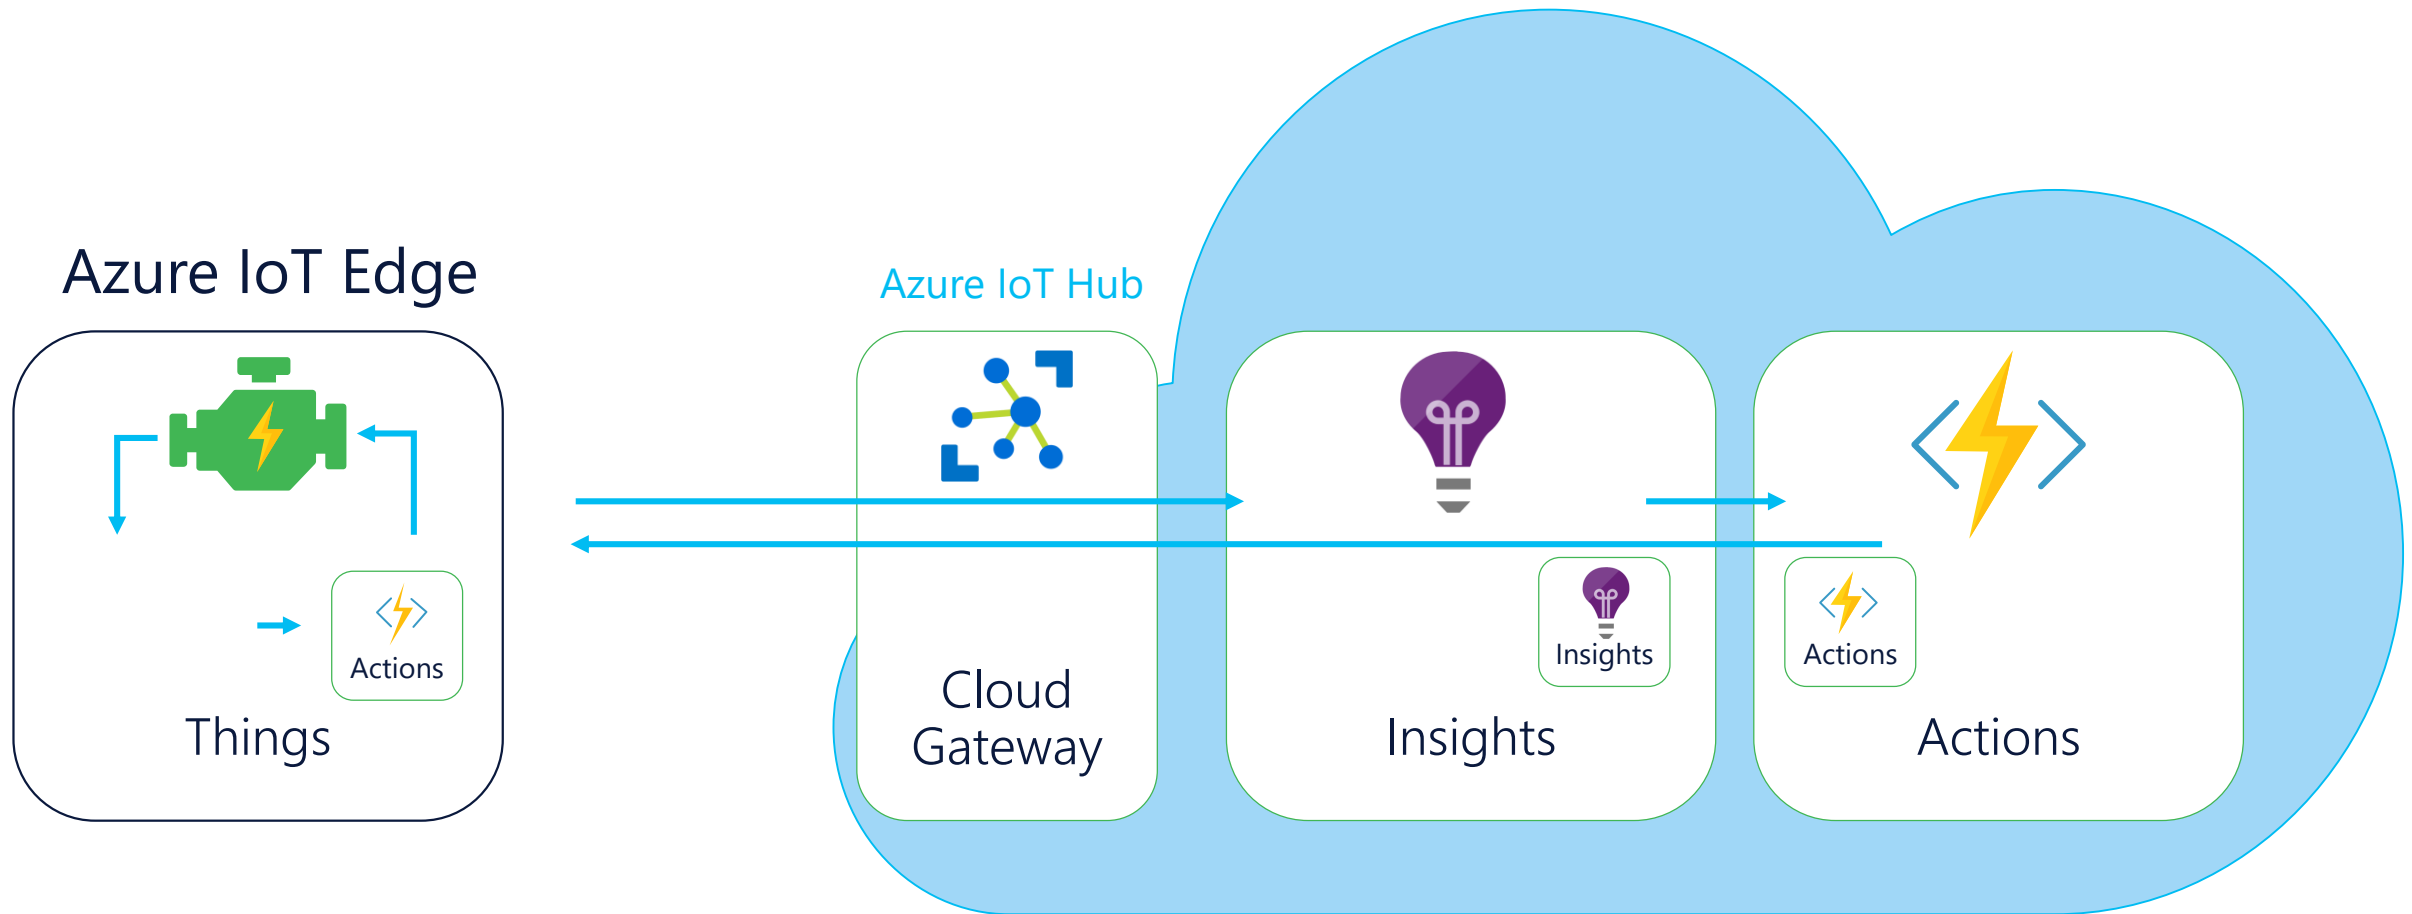 Azure IoT Edge
Azure IoT Hub
Actions
Things
Cloud
Gateway
Insights
Insights
Actions
Actions